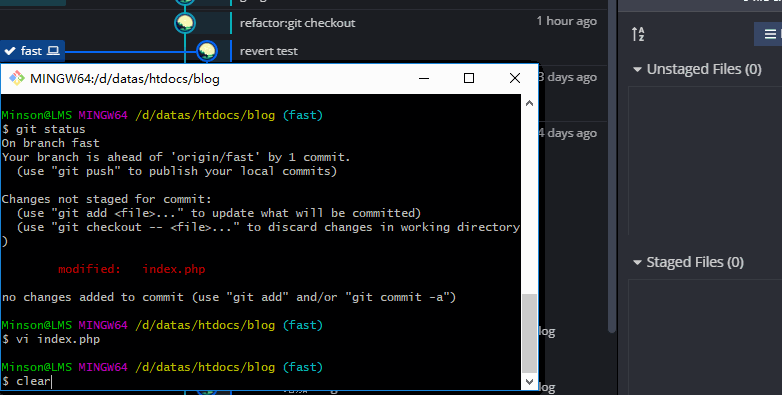 refactor:git checkout
1 hour ago
fast
revert test
MINGW64:/d/datas/htdocs/blog
3 days ago
Unstaged Files (0)
Minson@LMS MINGW64 /d/datas/htdocs/blog (fast)
$ git status
On branch fast
4 days ago
Your branch is ahead of 'origin/fast' by 1 commit.
(use "git push" to publish your local commits)
Changes not staged for commit:
(use "git add <file>..." to update what will be committed)
(use "git checkout -- <file>..." to discard changes in working directory
)
Staged Files (0)
modified: index.php
no changes added to commit (use "git add" and/or "git commit -a")
Minson@LMS MINGW64 /d/datas/htdocs/blog (fast)
$ vi index.php
Minson@LMS MINGW64 /d/datas/htdocs/blog (fast)
$ clear